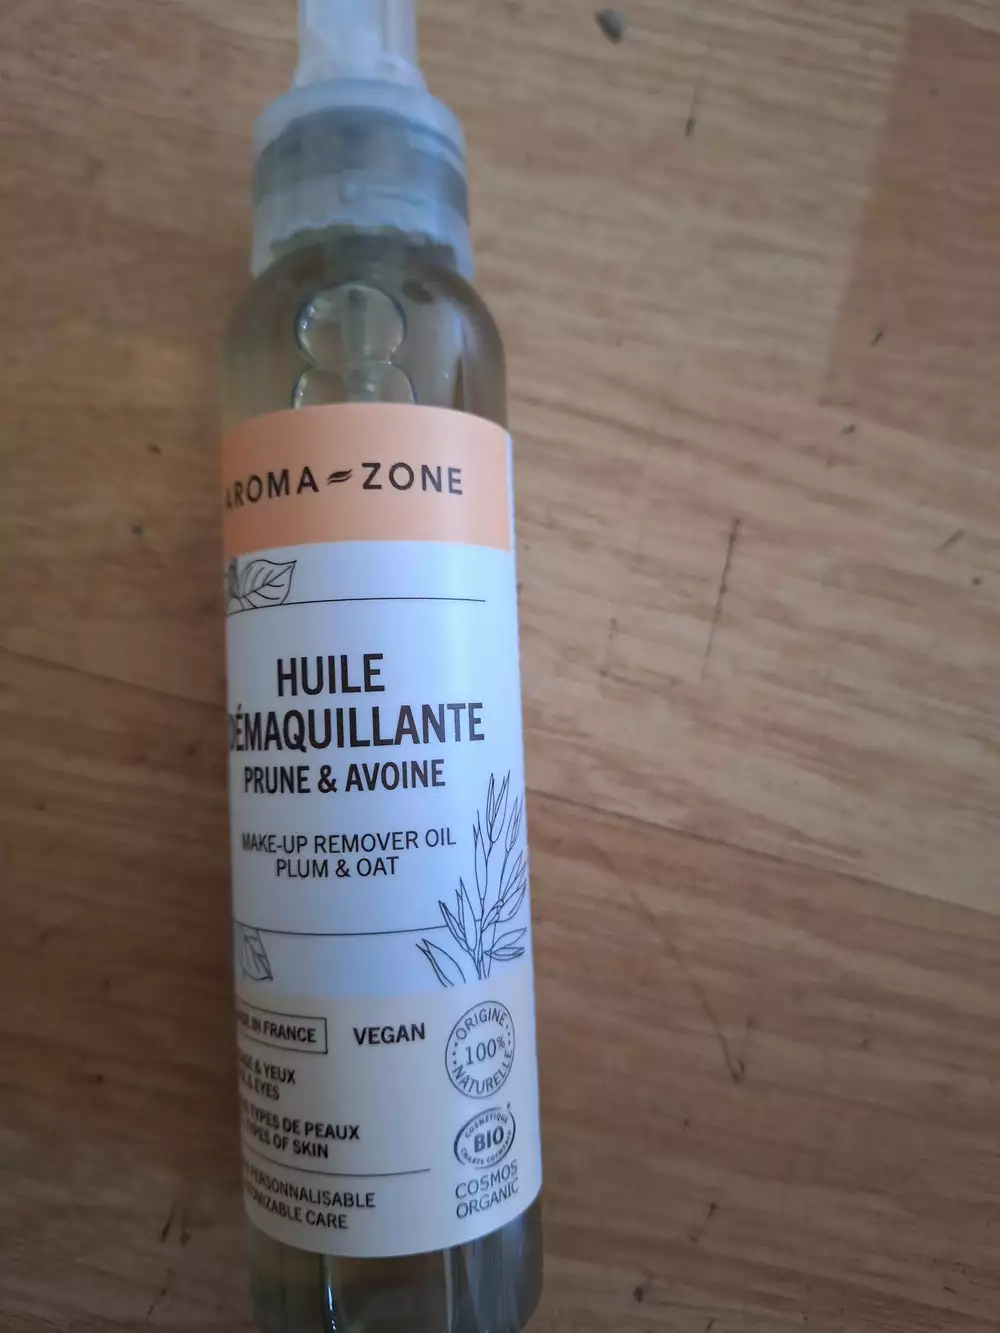 AROMA ZONE
HUILE
DÉMAQUILLANTE
PRUNE & AVOINE
MAKE-UP REMOVER OIL
PLUM & OAT
IN FRANCE
VEGAN
ORIGINE
100%
NATURELLE
& YEUX
& EYES
TYPES DE PEAUX
TYPES OF SKIN
PERSONNALISABLE
CARE
COSMÉTIQUE
BIO
COSMOS
ORGANIC